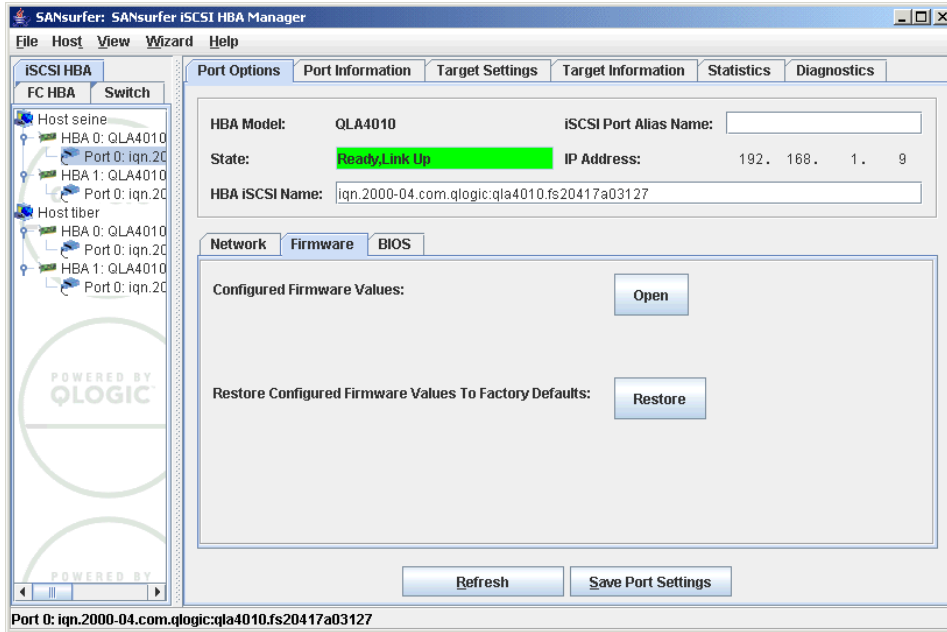 SANsurfer: SANsurfer iSCSI HBA Manager
File Host View Wizard Help
iSCSI HBA
FC HBA Switch
Host seine
HBA 0: QLA4010
Port 0: iqn.20
HBA 1: QLA4010
Port 0: iqn.20
Host tiber
HBA 0: QLA4010
Port 0: iqn.20
HBA 1: QLA4010
Port 0: iqn.20
POWERED BY
QLOGIC
POWERED BY
Port Options Port Information Target Settings Target Information Statistics Diagnostics
HBA Model: QLA4010 iSCSI Port Alias Name:
State: Ready,Link Up IP Address: 192. 168. 1. 9
HBA iSCSI Name: iqn.2000-04.com.qlogic:qla4010.fs20417a03127
Network Firmware BIOS
Configured Firmware Values: Open
Restore Configured Firmware Values To Factory Defaults: Restore
Refresh Save Port Settings
Port 0: iqn.2000-04.com.qlogic:qla4010.fs20417a03127